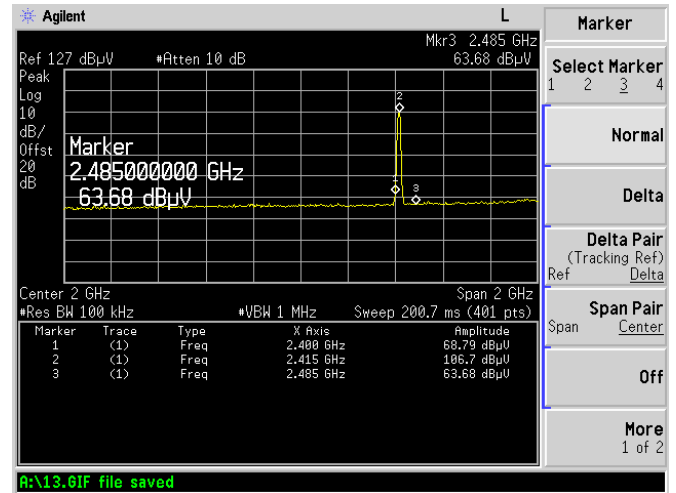 Agilent
L
Mkr3 2.485 GHz
Ref 127 dBµV #Atten 10 dB 63.68 dBµV
Peak
Log
10
dB/
Offst
20
dB
2
1
3
Marker
2.485000000 GHz
63.68 dBµV
Center 2 GHz Span 2 GHz
#Res BW 100 kHz #VBW 1 MHz Sweep 200.7 ms (401 pts)
Marker Trace Type X Axis Amplitude
1 (1) Freq 2.400 GHz 68.79 dBµV
2 (1) Freq 2.415 GHz 106.7 dBµV
3 (1) Freq 2.485 GHz 63.68 dBµV
A:\13.GIF file saved
Marker
Select Marker
1 2 3 4
Normal
Delta
Delta Pair
(Tracking Ref)
Ref Delta
Span Pair
Span Center
Off
More
1 of 2